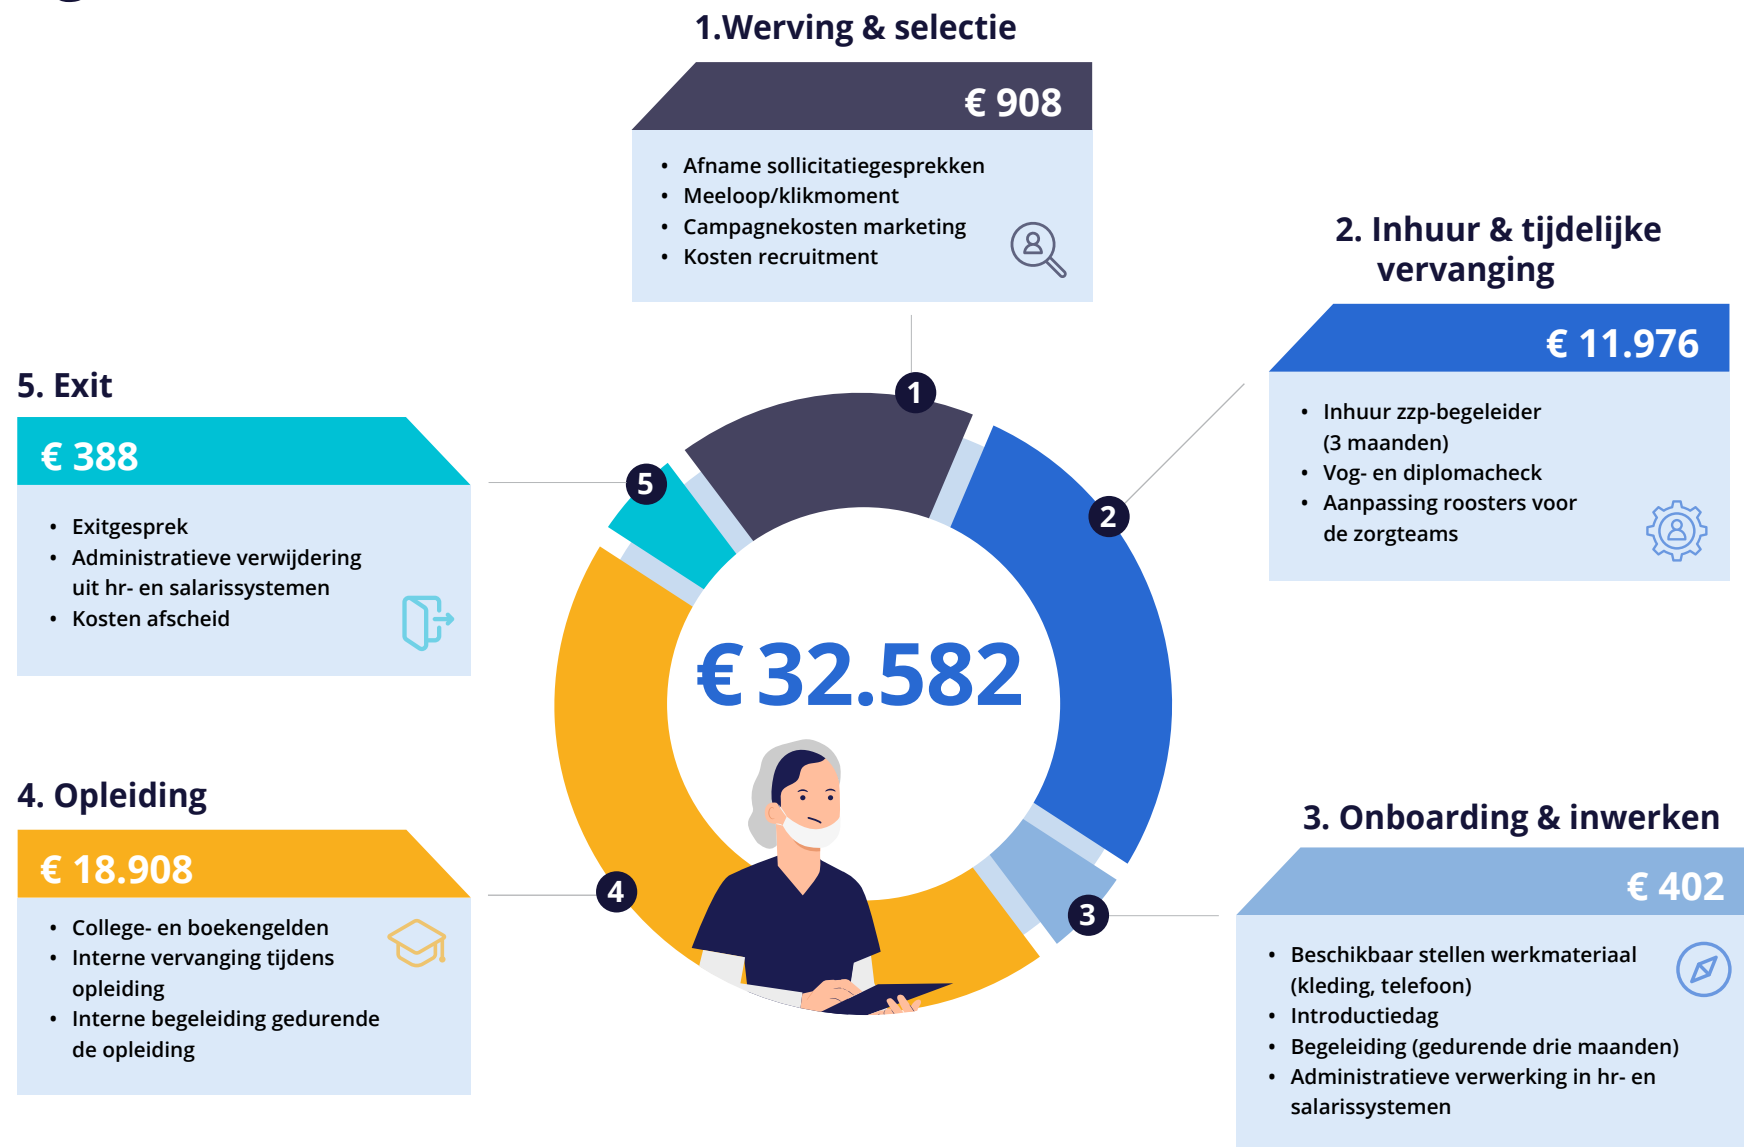 1.Werving & selectie
€ 908
• Afname sollicitatiegesprekken
• Meeloop/klikmoment
• Campagnekosten marketing
• Kosten recruitment
2. Inhuur & tijdelijke
vervanging
€ 11.976
• Inhuur zzp-begeleider
(3 maanden)
• Vog- en diplomacheck
• Aanpassing roosters voor
de zorgteams
3. Onboarding & inwerken
€ 402
• Beschikbaar stellen werkmateriaal
(kleding, telefoon)
• Introductiedag
• Begeleiding (gedurende drie maanden)
• Administratieve verwerking in hr- en
salarissystemen
4. Opleiding
€ 18.908
• College- en boekengelden
• Interne vervanging tijdens
opleiding
• Interne begeleiding gedurende
de opleiding
5. Exit
€ 388
• Exitgesprek
• Administratieve verwijdering
uit hr- en salarissystemen
• Kosten afscheid
1
2
3
4
5
€ 32.582